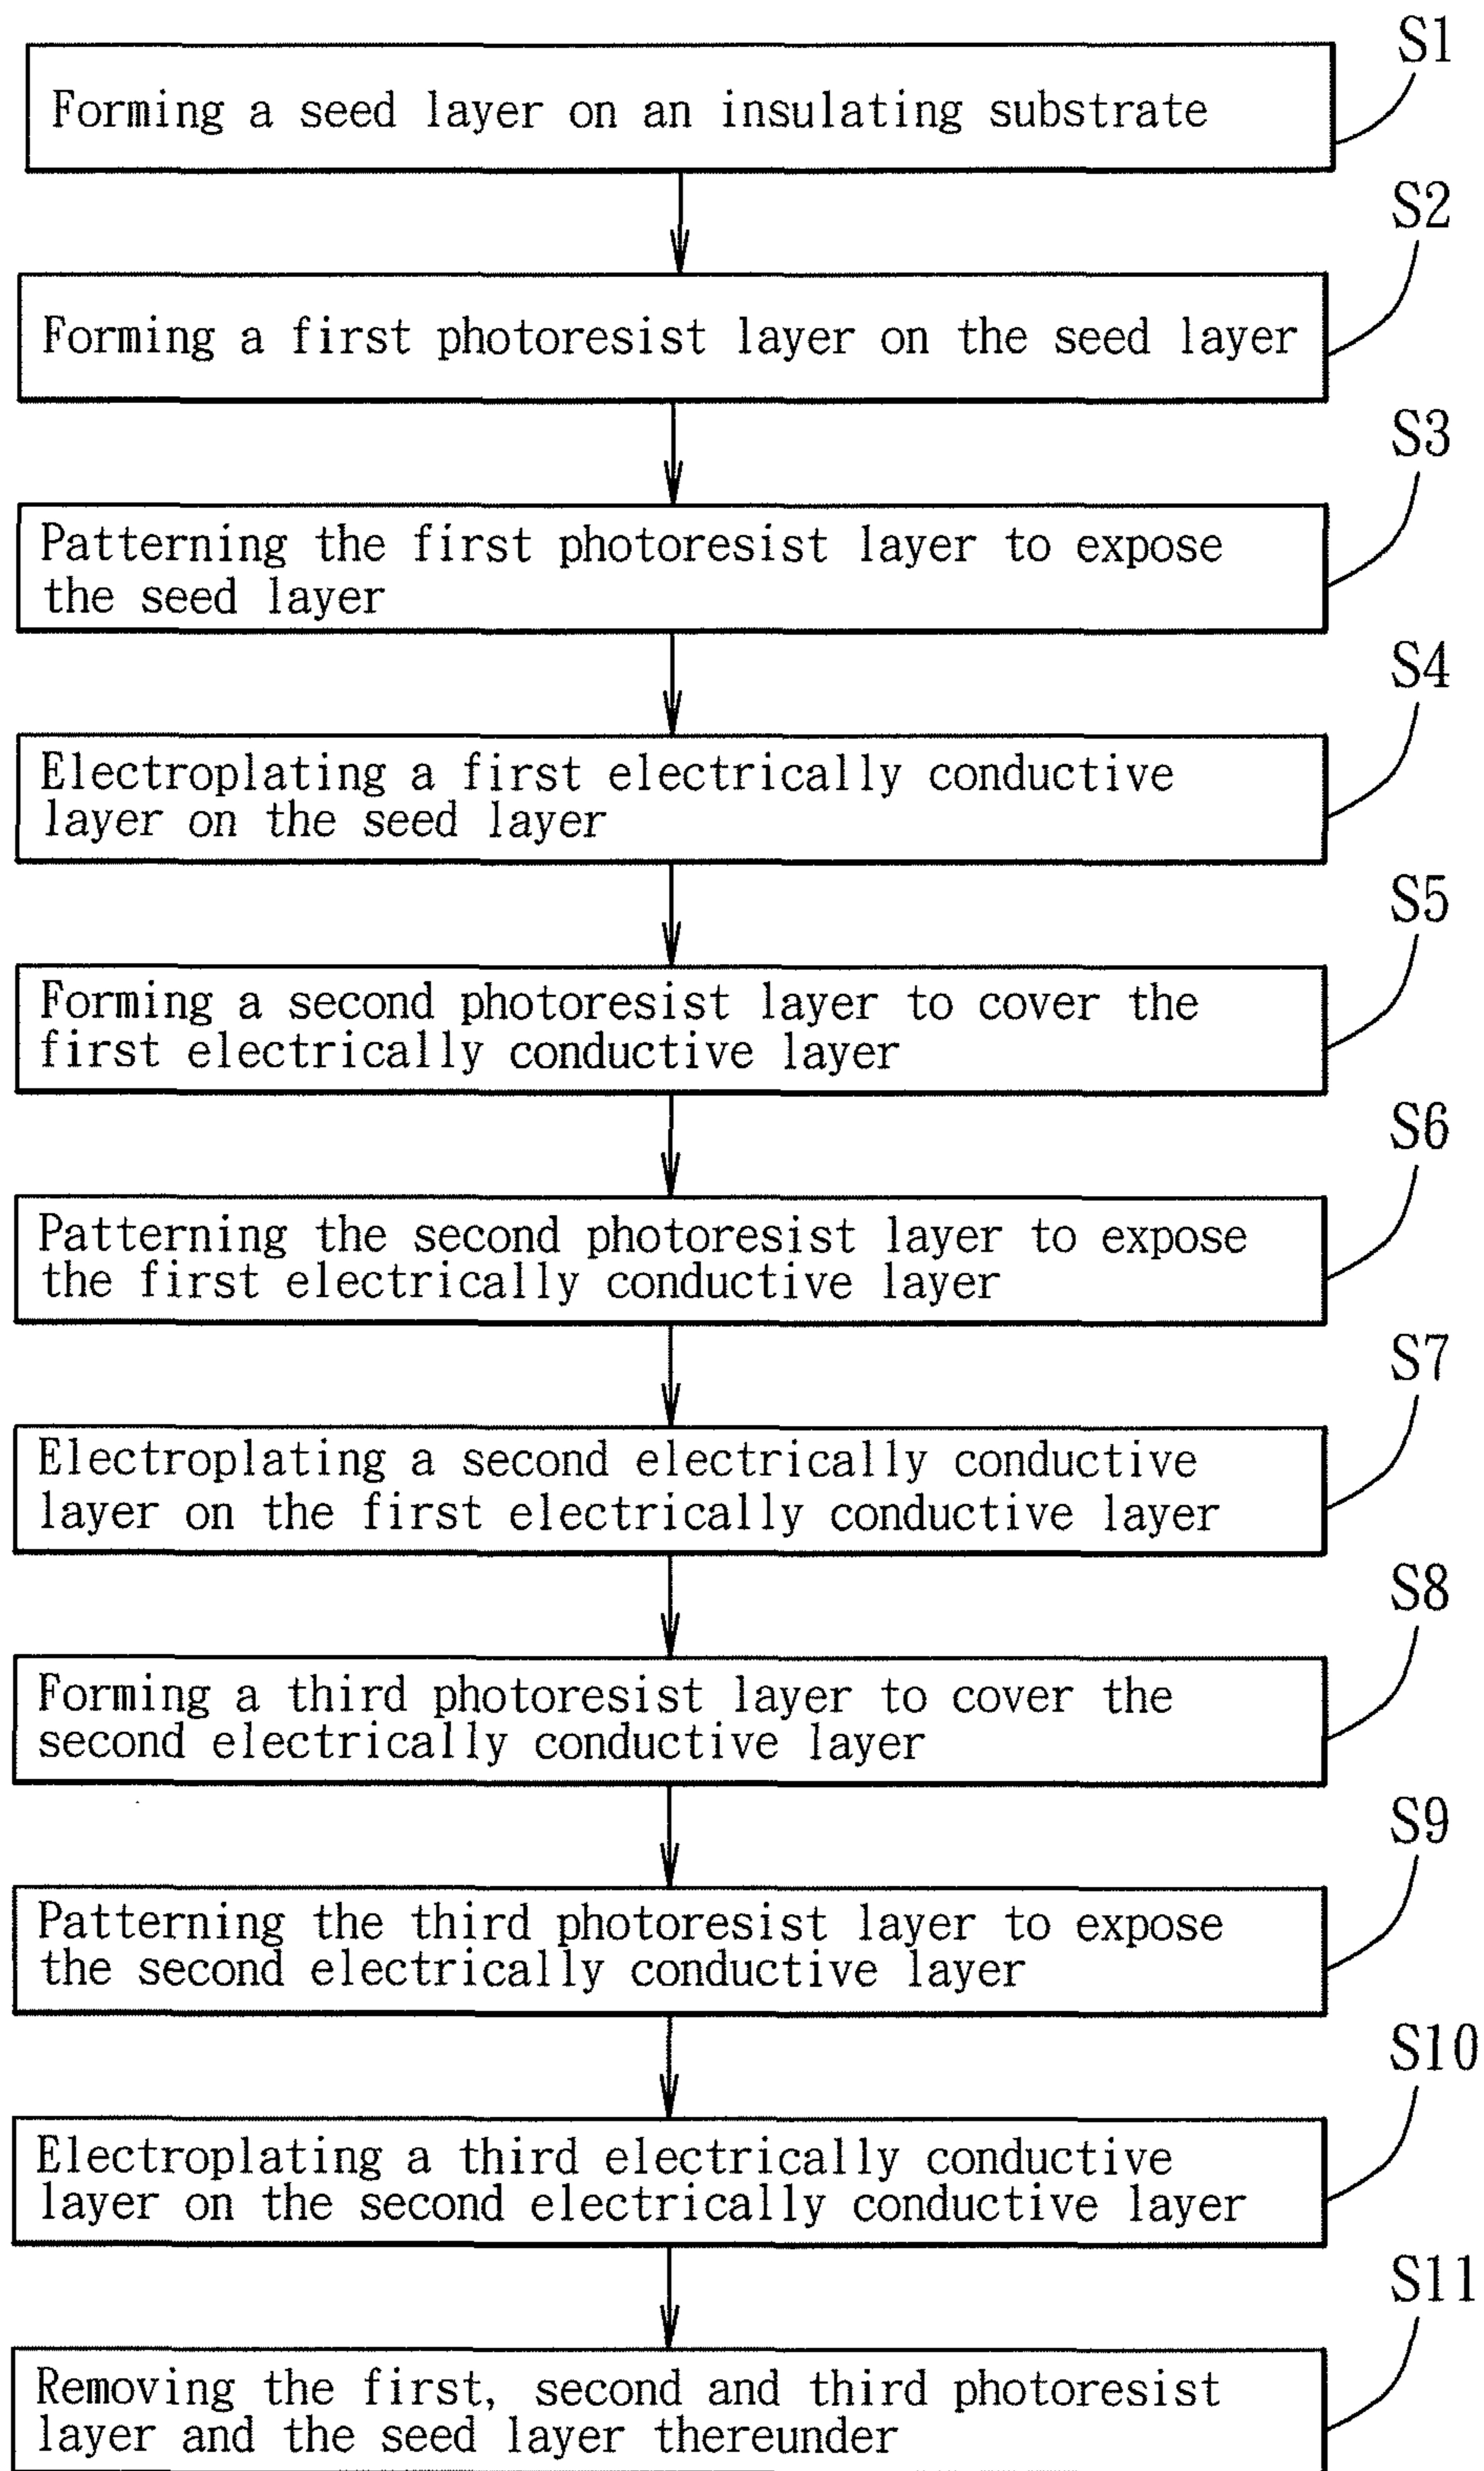 S1
Forming a seed layer on an insulating substrate
S2
Forming a first photoresist layer on the seed layer
S3
Patterning the first photoresist layer to expose
the seed layer
S4
Electroplating a first electrically conductive
layer on the seed layer
S5
Forming a second photoresist layer to cover the
first electrically conductive layer
S6
Patterning the second photoresist layer to expose
the first electrically conductive layer
S7
Electroplating a second electrically conductive
layer on the first electrically conductive layer
S8
Forming a third photoresist layer to cover the
second electrically conductive layer
S9
Patterning the third photoresist layer to expose
the second electrically conductive layer
S10
Electroplating a third electrically conductive
layer on the second electrically conductive layer
S11
Removing the first, second and third photoresist
layer and the seed layer thereunder